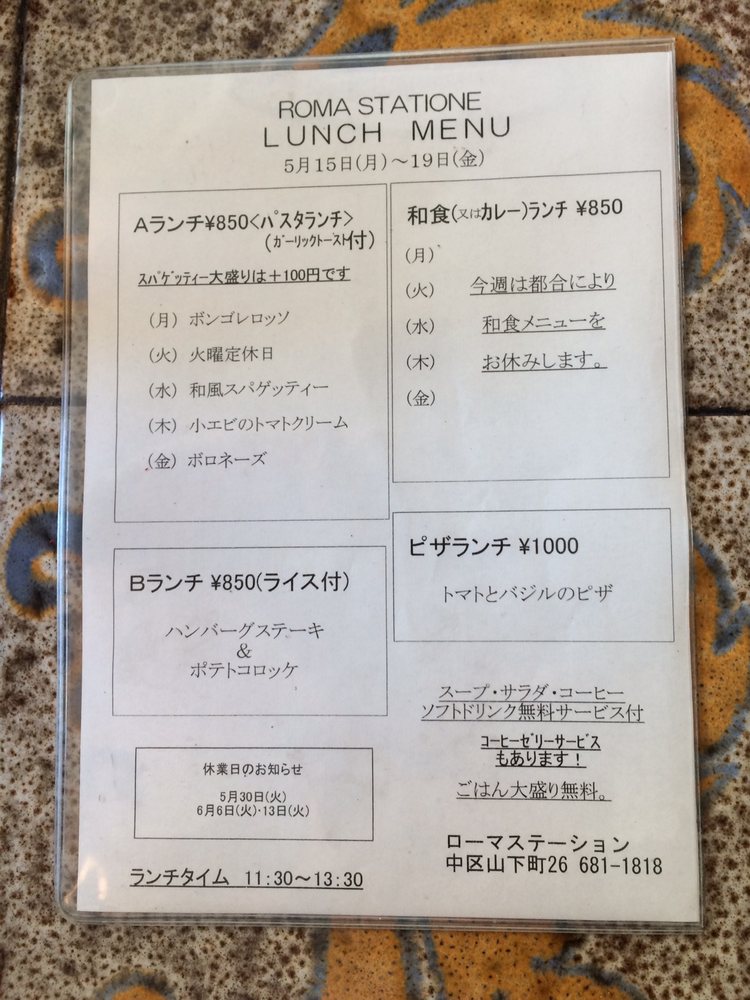 ROMA STATIONE
LUNCH MENU
5月15日(月)～19日(金)
Aランチ¥850<ﾊﾟｽﾀランチ>
(ｶﾞｰﾘｯｸﾄｰｽﾄ付)
ｽﾊﾟｹﾞｯﾃｨｰ大盛りは＋100円です
(月) ボンゴレロッソ
(火) 火曜定休日
(水) 和風スパゲッティー
(木) 小エビのトマトクリーム
(金) ボロネーズ
和食(又はカレー)ランチ ¥850
(月)
(火) 今週は都合により
(水) 和食メニューを
(木) お休みします。
(金)
Bランチ ¥850(ライス付)
ハンバーグステーキ
&
ポテトコロッケ
ピザランチ ¥1000
トマトとバジルのピザ
スープ・サラダ・コーヒー
ソフトドリンク無料サービス付
ｺｰﾋｰｾﾞﾘｰサービス
もあります！
ごはん大盛り無料。
休業日のお知らせ
5月30日(火)
6月6日(火)･13日(火)
ランチタイム 11:30～13:30
ローマステーション
中区山下町26 681-1818